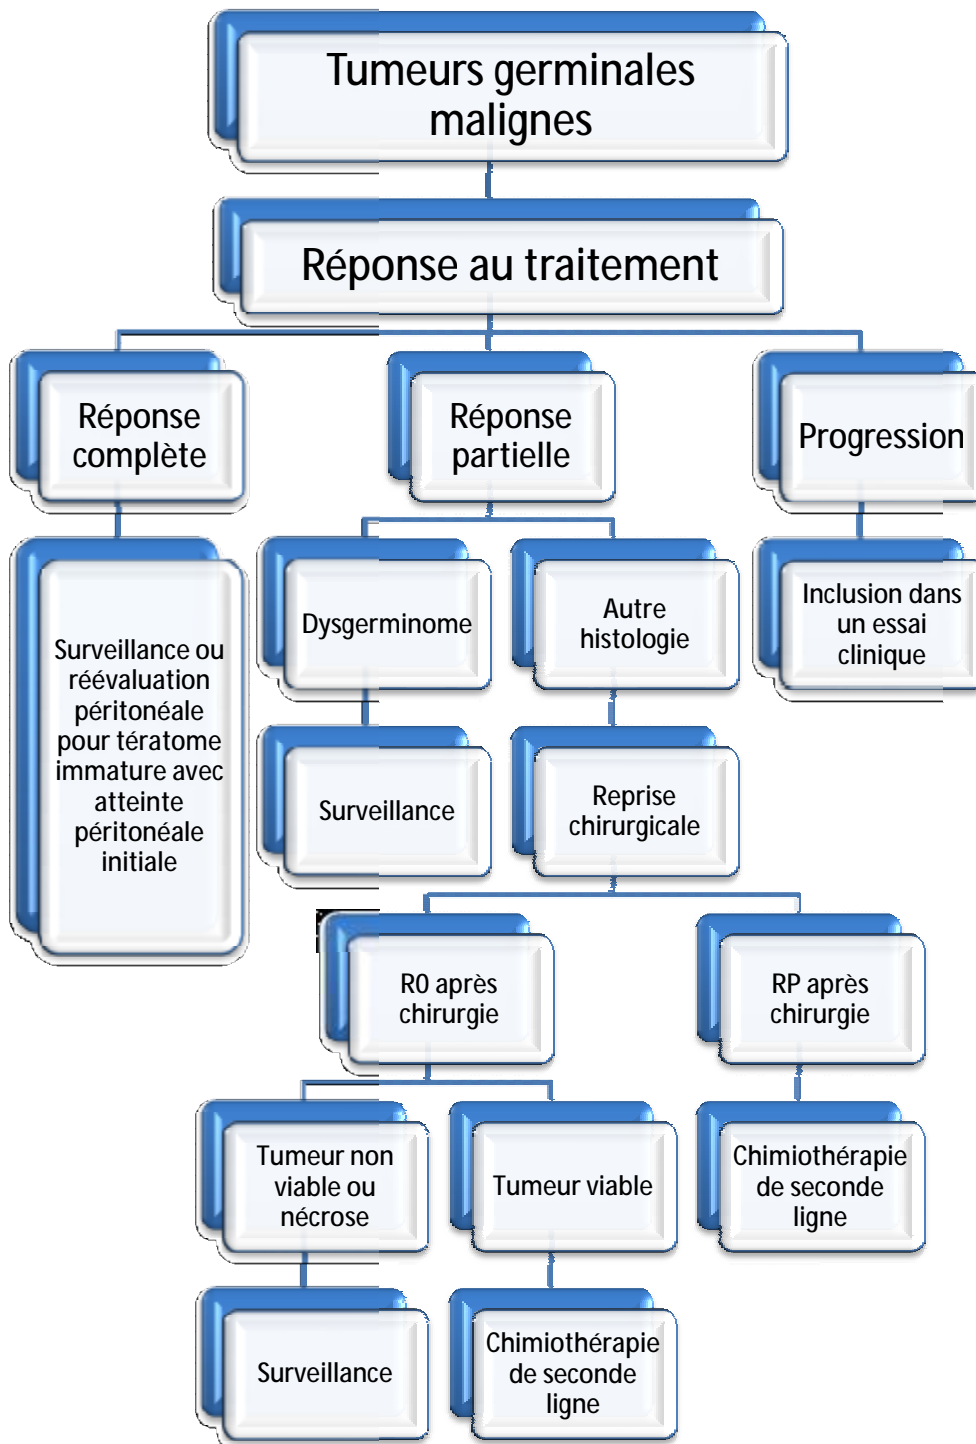 Tumeurs germinales
malignes
Réponse au traitement
Réponse
complète
Réponse
partielle
Progression
Surveillance ou
réévaluation
péritonéale
pour tératome
immature avec
atteinte
péritonéale
initiale
Dysgerminome
Autre
histologie
Inclusion dans
un essai
clinique
Surveillance
Reprise
chirurgicale
R0 après
chirurgie
RP après
chirurgie
Tumeur non
viable ou
nécrose
Tumeur viable
Chimiothérapie
de seconde
ligne
Surveillance
Chimiothérapie
de seconde
ligne